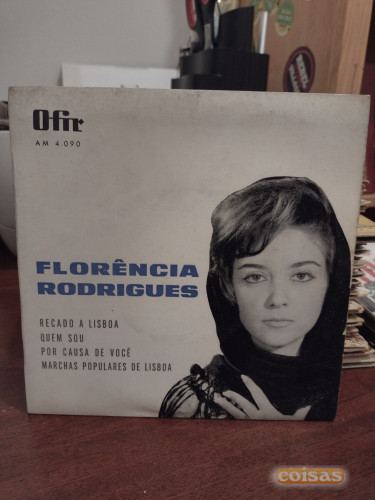 Ofir
AM 4.090
FLORÊNCIA
RODRIGUES
RECADO A LISBOA
QUEM SOU
POR CAUSA DE VOCÊ
MARCHAS POPULARES DE LISBOA
coisas